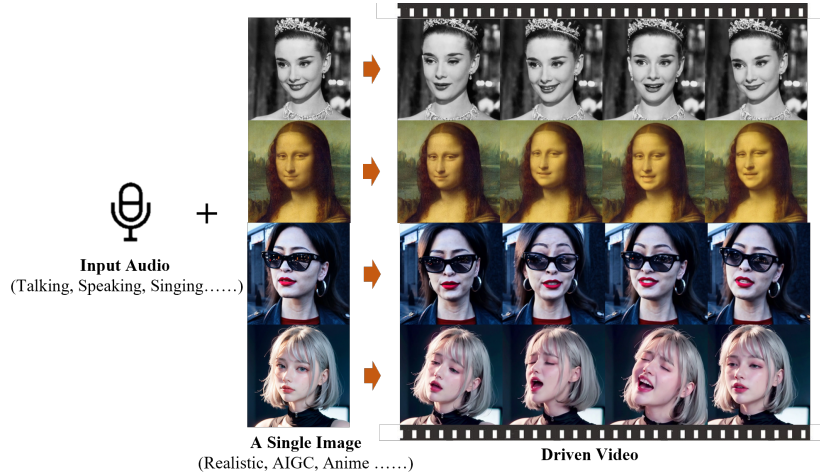 Input Audio
(Talking, Speaking, Singing……)
+
A Single Image
(Realistic, AIGC, Anime ……)
Driven Video